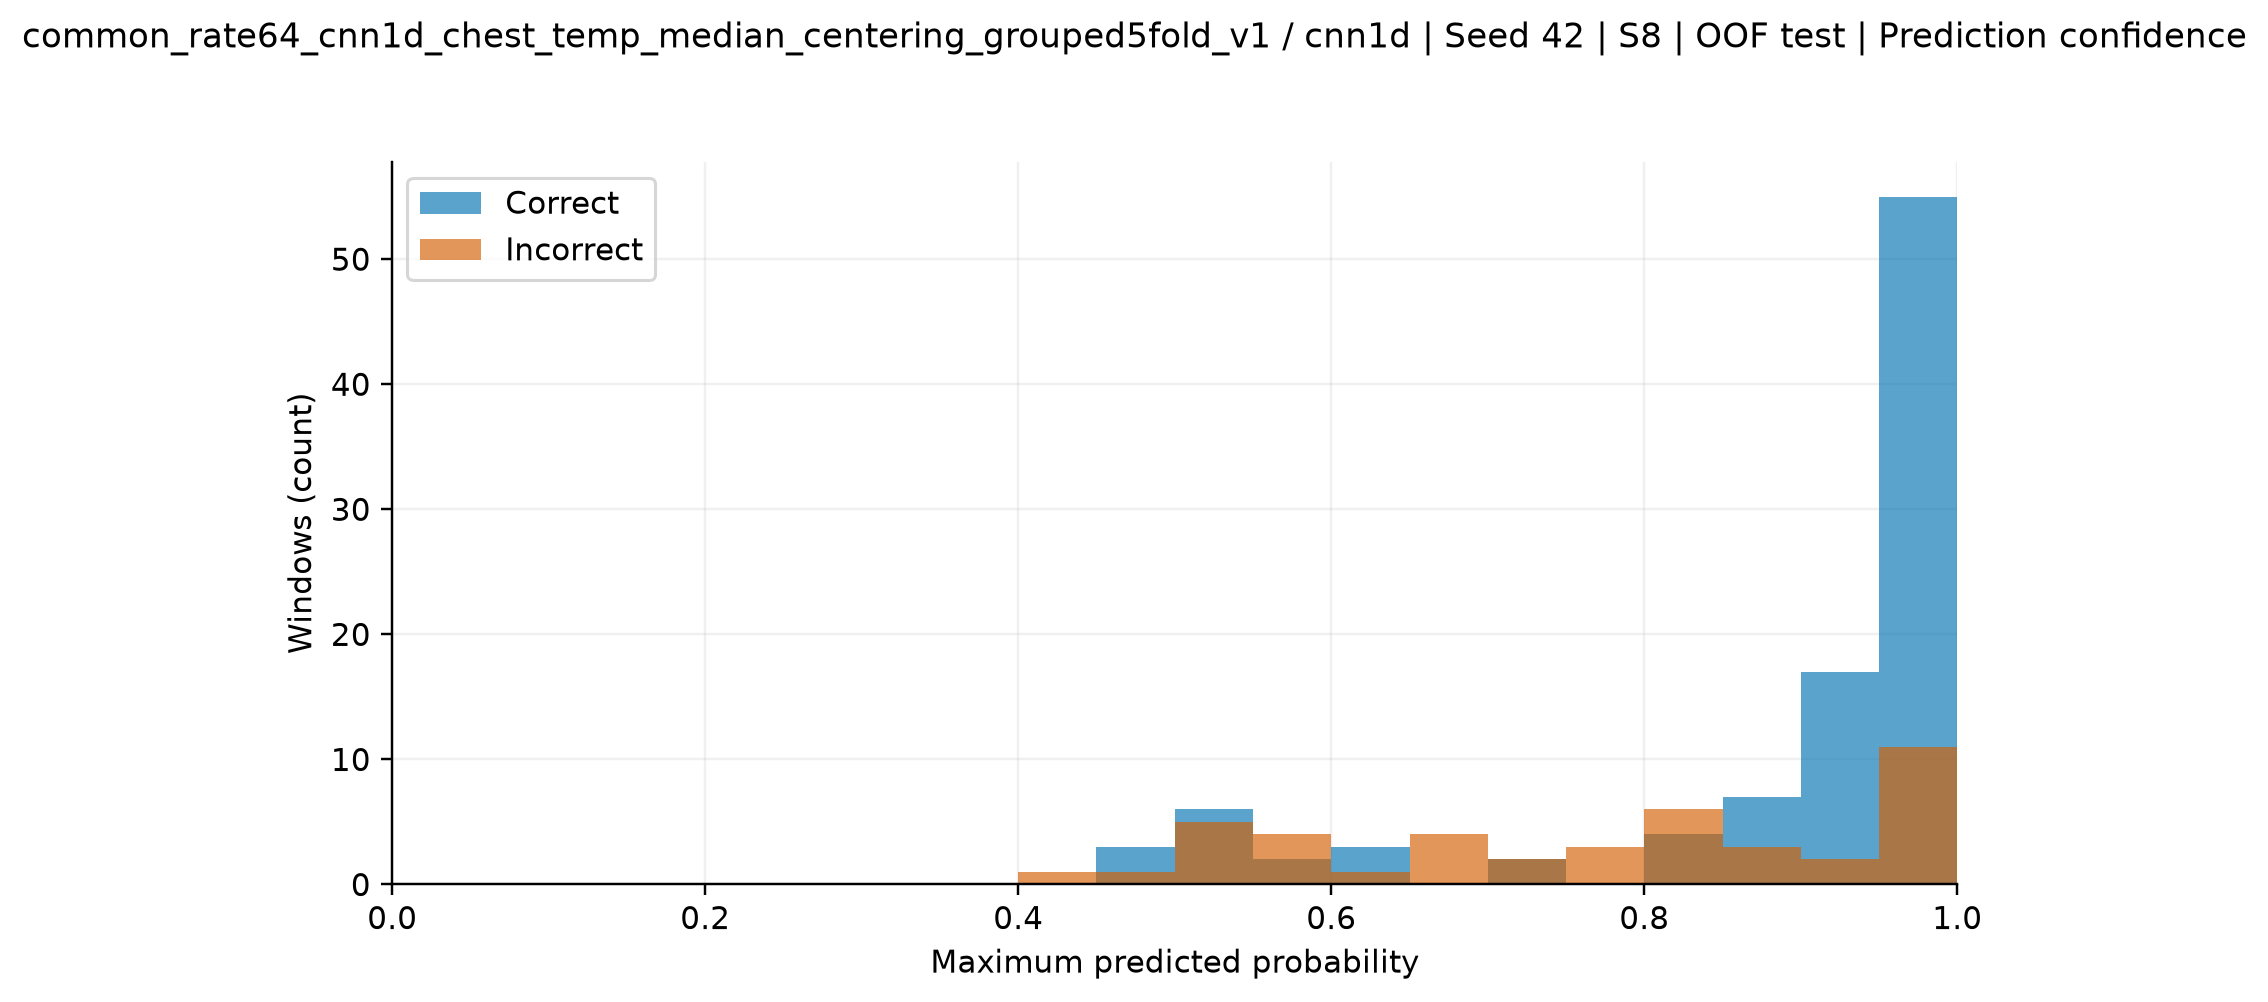 common_rate64_cnn1d_chest_temp_median_centering_grouped5fold_v1 / cnn1d | Seed 42 | S8 | OOF test | Prediction confidence
Correct
Incorrect
Windows (count)
50
40
30
20
10
0
0.0 0.2 0.4 0.6 0.8 1.0
Maximum predicted probability